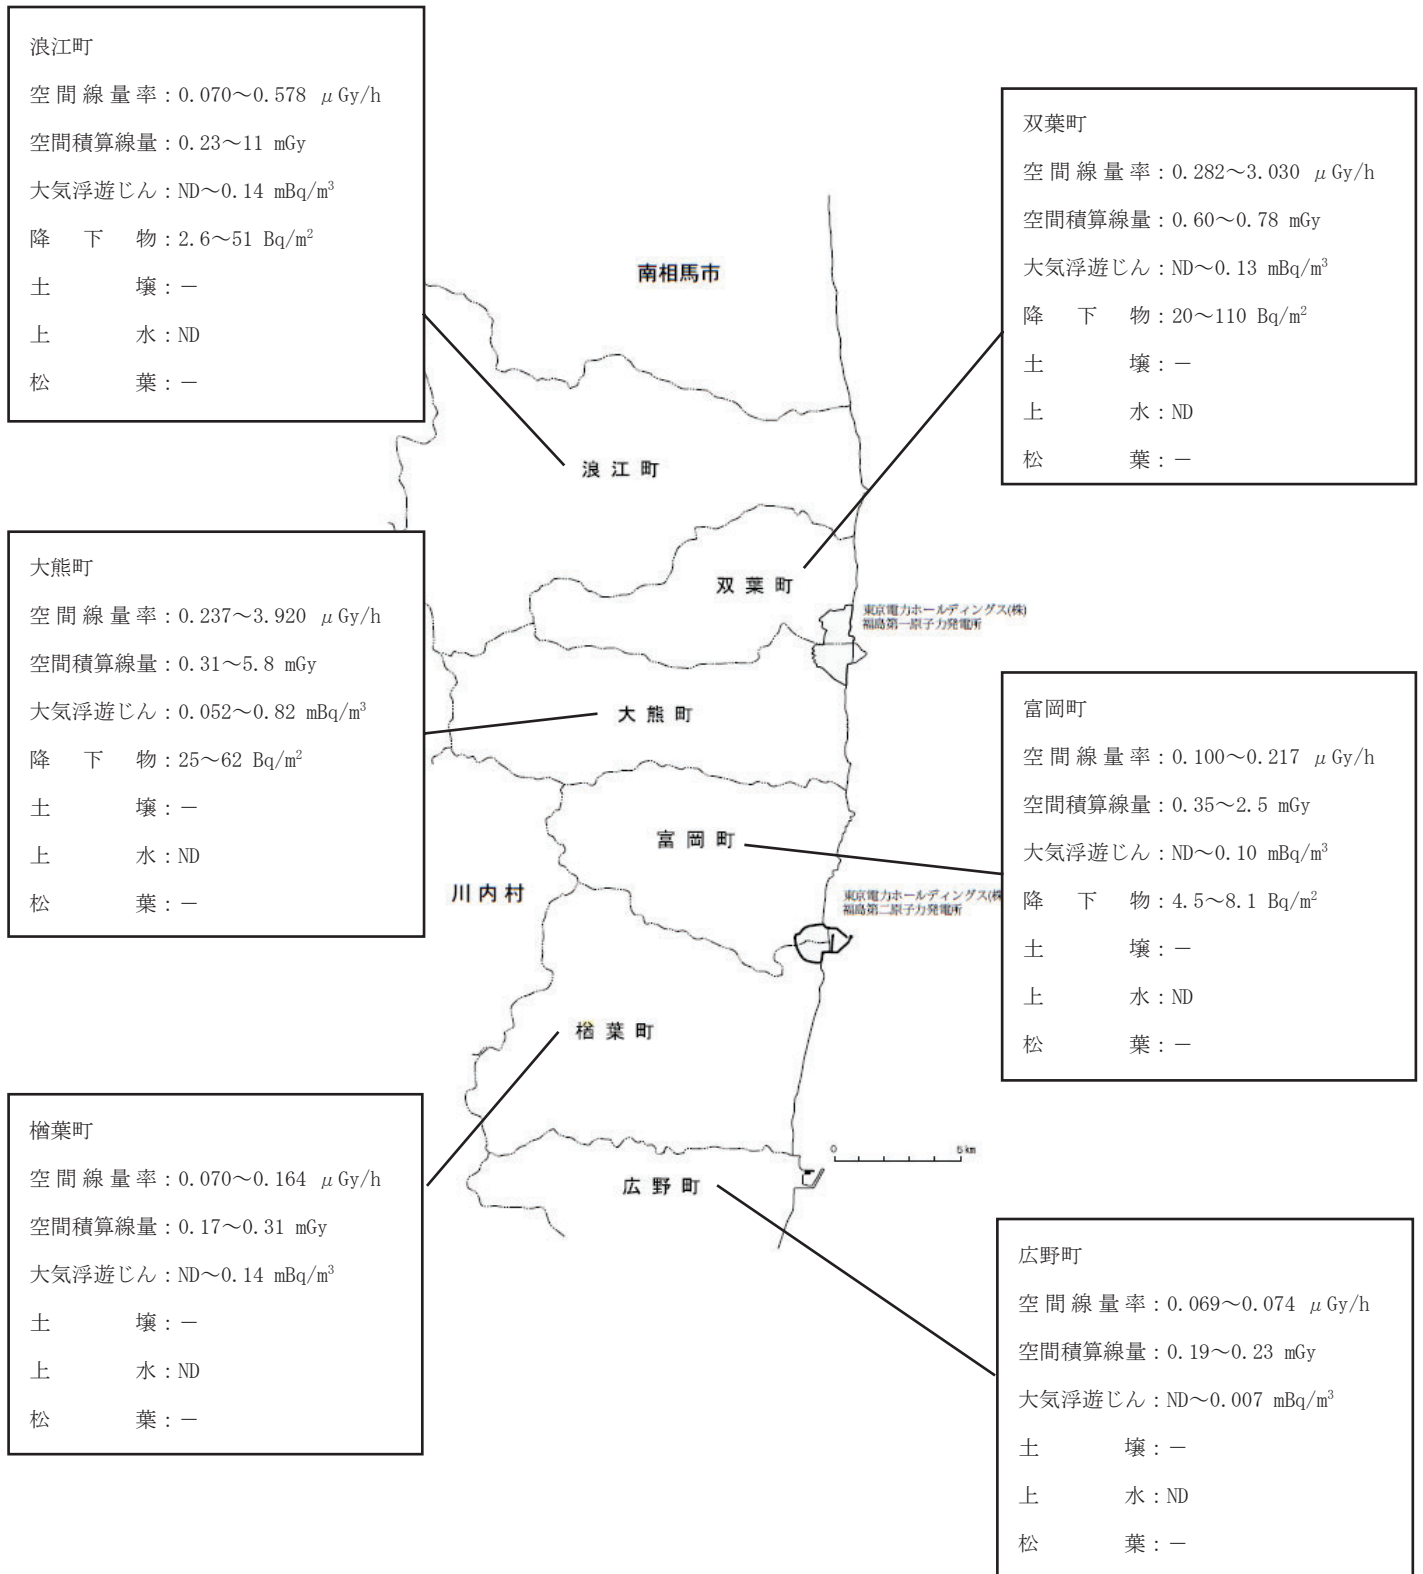 浪江町
空間線量率：0.070～0.578 μGy/h
空間積算線量：0.23～11 mGy
大気浮遊じん：ND～0.14 mBq/m³
降下物：2.6～51 Bq/m²
土壌：－
上水：ND
松葉：－
双葉町
空間線量率：0.282～3.030 μGy/h
空間積算線量：0.60～0.78 mGy
大気浮遊じん：ND～0.13 mBq/m³
降下物：20～110 Bq/m²
土壌：－
上水：ND
松葉：－
南相馬市
浪江町
双葉町
東京電力ホールディングス(株)
福島第一原子力発電所
大熊町
空間線量率：0.237～3.920 μGy/h
空間積算線量：0.31～5.8 mGy
大気浮遊じん：0.052～0.82 mBq/m³
降下物：25～62 Bq/m²
土壌：－
上水：ND
松葉：－
大熊町
富岡町
川内村
東京電力ホールディングス(株
福島第二原子力発電所
富岡町
空間線量率：0.100～0.217 μGy/h
空間積算線量：0.35～2.5 mGy
大気浮遊じん：ND～0.10 mBq/m³
降下物：4.5～8.1 Bq/m²
土壌：－
上水：ND
松葉：－
楢葉町
楢葉町
空間線量率：0.070～0.164 μGy/h
空間積算線量：0.17～0.31 mGy
大気浮遊じん：ND～0.14 mBq/m³
土壌：－
上水：ND
松葉：－
0 5km
広野町
広野町
空間線量率：0.069～0.074 μGy/h
空間積算線量：0.19～0.23 mGy
大気浮遊じん：ND～0.007 mBq/m³
土壌：－
上水：ND
松葉：－